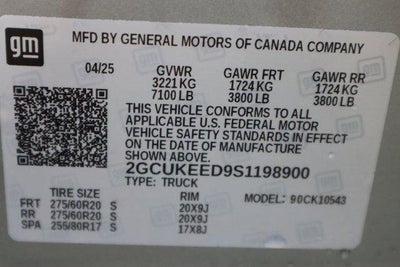 gm
MFD BY GENERAL MOTORS OF CANADA COMPANY
04/25 GVWR GAWR FRT GAWR RR
3221 KG 1724 KG 1724 KG
7100 LB 3800 LB 3800 LB
THIS VEHICLE CONFORMS TO ALL
APPLICABLE U.S. FEDERAL MOTOR
VEHICLE SAFETY STANDARDS IN EFFECT
ON THE DATE OF MANUFACTURE
SHOWN ABOVE.
2GCUKEED9S1198900
TYPE: TRUCK MODEL: 90CK10543
TIRE SIZE RIM
FRT 275/60R20 S 20X9J
RR 275/60R20 S 20X9J
SPA 255/80R17 S 17X8J